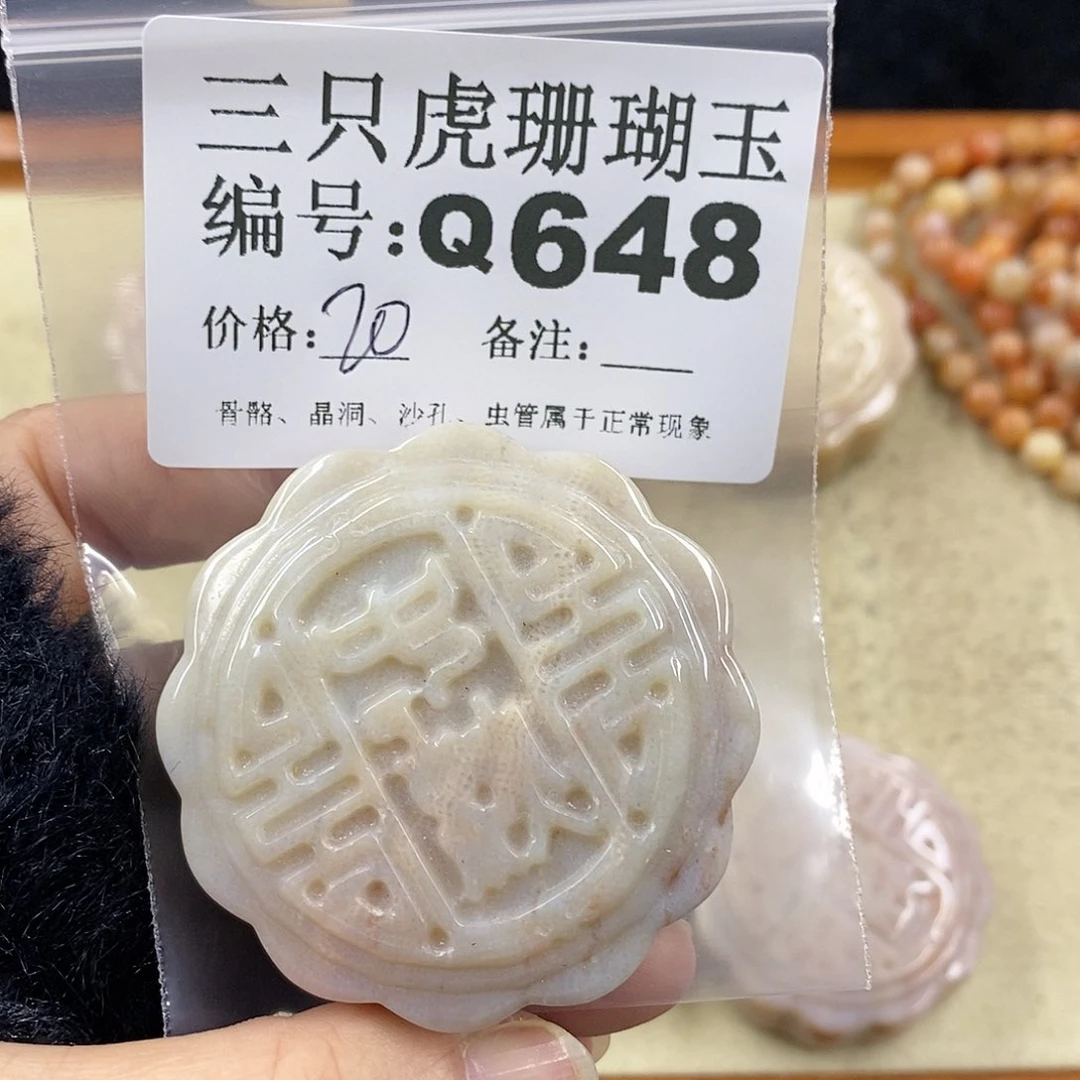 三只虎珊瑚玉
编号:Q648
价格:20 备注:___
骨骼、晶洞、沙孔、虫管属于正常现象